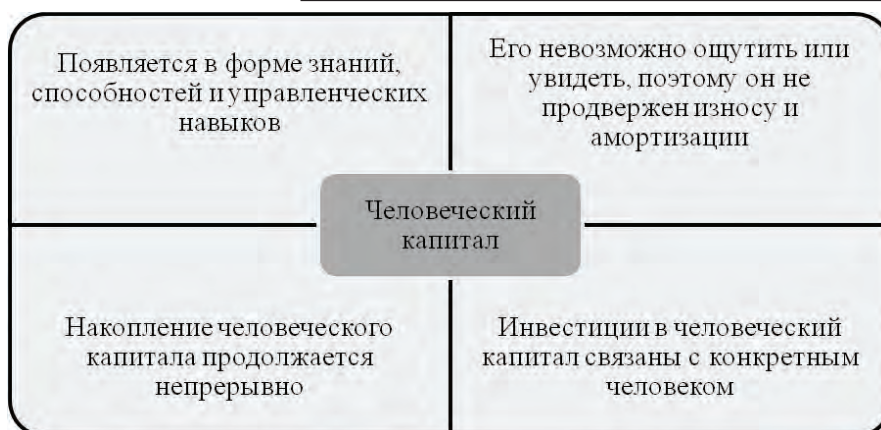 Появляется в форме знаний,
способностей и управленческих
навыков
Его невозможно ощутить или
увидеть, поэтому он не
продвержен износу и
амортизации
Человеческий
капитал
Накопление человеческого
капитала продолжается
непрерывно
Инвестиции в человеческий
капитал связаны с конкретным
человеком